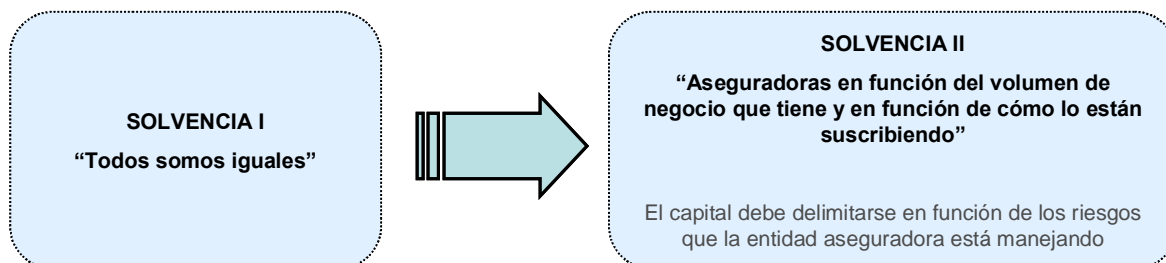 SOLVENCIA I
“Todos somos iguales”
SOLVENCIA II
“Aseguradoras en función del volumen de
negocio que tiene y en función de cómo lo están
suscribiendo”
El capital debe delimitarse en función de los riesgos
que la entidad aseguradora está manejando